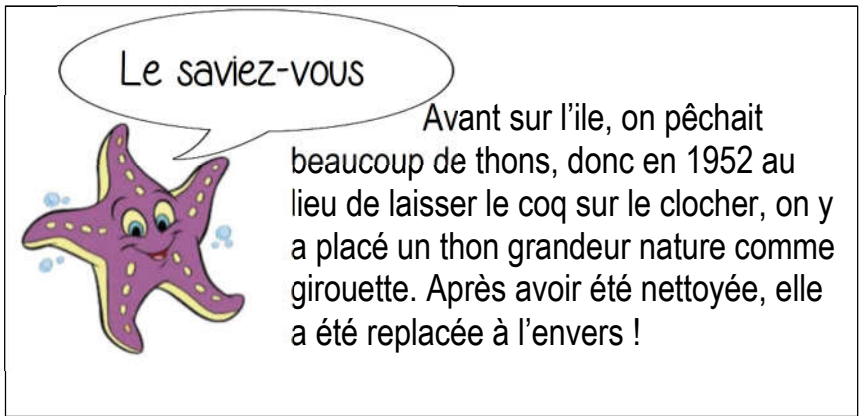 Le saviez-vous
Avant sur l’ile, on pêchait
beaucoup de thons, donc en 1952 au
lieu de laisser le coq sur le clocher, on y
a placé un thon grandeur nature comme
girouette. Après avoir été nettoyée, elle
a été replacée à l’envers !